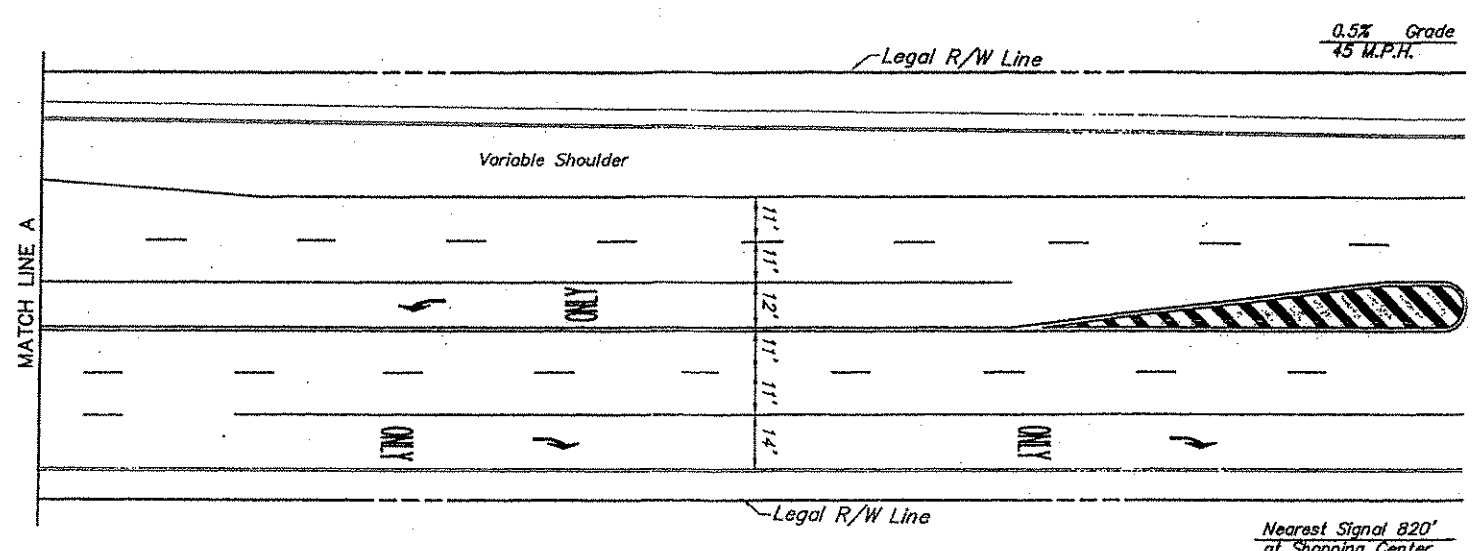 0.5% Grade
45 M.P.H.
Legal R/W Line
Variable Shoulder
MATCH LINE A
11'
11'
12'
11'
11'
14'
ONLY
ONLY
ONLY
Legal R/W Line
Nearest Signal 820'
at Shopping Center